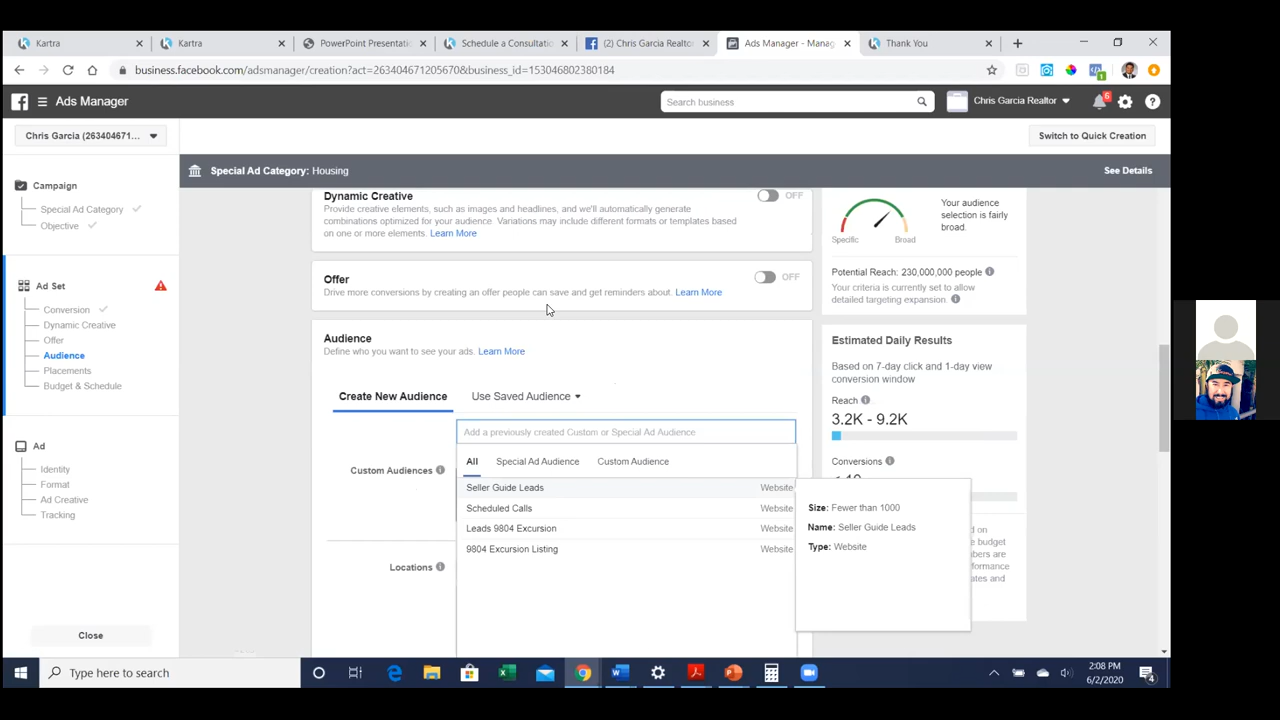 Kartra
Kartra
PowerPoint Presentatic
Schedule a Consultatio
(2) Chris Garcia Realtor
Ads Manager - Manag
Thank You
business.facebook.com/adsmanager/creation?act=263404671205670&business_id=153046802380184
Ads Manager
Search business
Chris Garcia Realtor
6
Chris Garcia (263404671...
Switch to Quick Creation
Special Ad Category: Housing
See Details
Campaign
Special Ad Category
Objective
Ad Set
Conversion
Dynamic Creative
Offer
Audience
Placements
Budget & Schedule
Ad
Identity
Format
Ad Creative
Tracking
Close
Dynamic Creative
OFF
Provide creative elements, such as images and headlines, and we'll automatically generate
combinations optimized for your audience. Variations may include different formats or templates based
on one or more elements. Learn More
Offer
OFF
Drive more conversions by creating an offer people can save and get reminders about. Learn More
Audience
Define who you want to see your ads. Learn More
Create New Audience
Use Saved Audience
Add a previously created Custom or Special Ad Audience
All
Special Ad Audience
Custom Audience
Custom Audiences
Seller Guide Leads
Website
Scheduled Calls
Website
Leads 9804 Excursion
Website
9804 Excursion Listing
Website
Locations
Size: Fewer than 1000
Name: Seller Guide Leads
Type: Website
Specific
Broad
Your audience
selection is fairly
broad.
Potential Reach: 230,000,000 people
Your criteria is currently set to allow
detailed targeting expansion.
Estimated Daily Results
Based on 7-day click and 1-day view
conversion window
Reach
3.2K - 9.2K
Conversions
d on
e budget
mbers are
formance
ates and
Type here to search
2:08 PM
6/2/2020
4